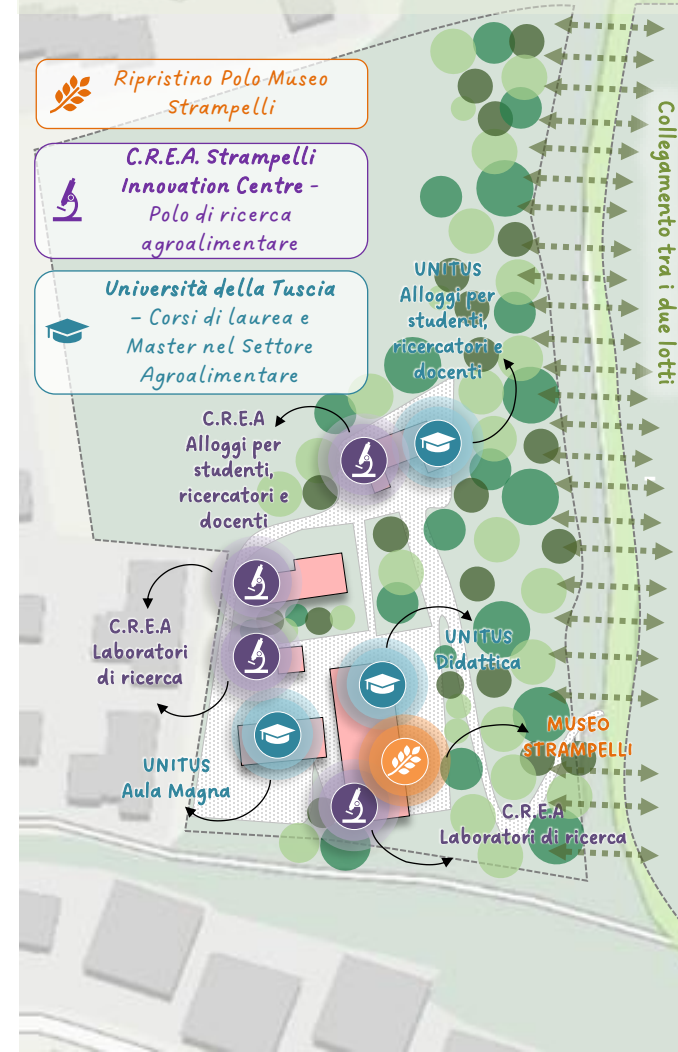 Ripristino Polo Museo
Strampelli
C.R.E.A. Strampelli
Innovation Centre -
Polo di ricerca
agroalimentare
Università della Tuscia
– Corsi di laurea e
Master nel Settore
Agroalimentare
Collegamento tra i due lotti
UNITUS
Alloggi per
studenti,
ricercatori e
docenti
C.R.E.A
Alloggi per
studenti,
ricercatori e
docenti
C.R.E.A
Laboratori
di ricerca
UNITUS
Didattica
MUSEO
STRAMPELLI
UNITUS
Aula Magna
C.R.E.A
Laboratori di ricerca